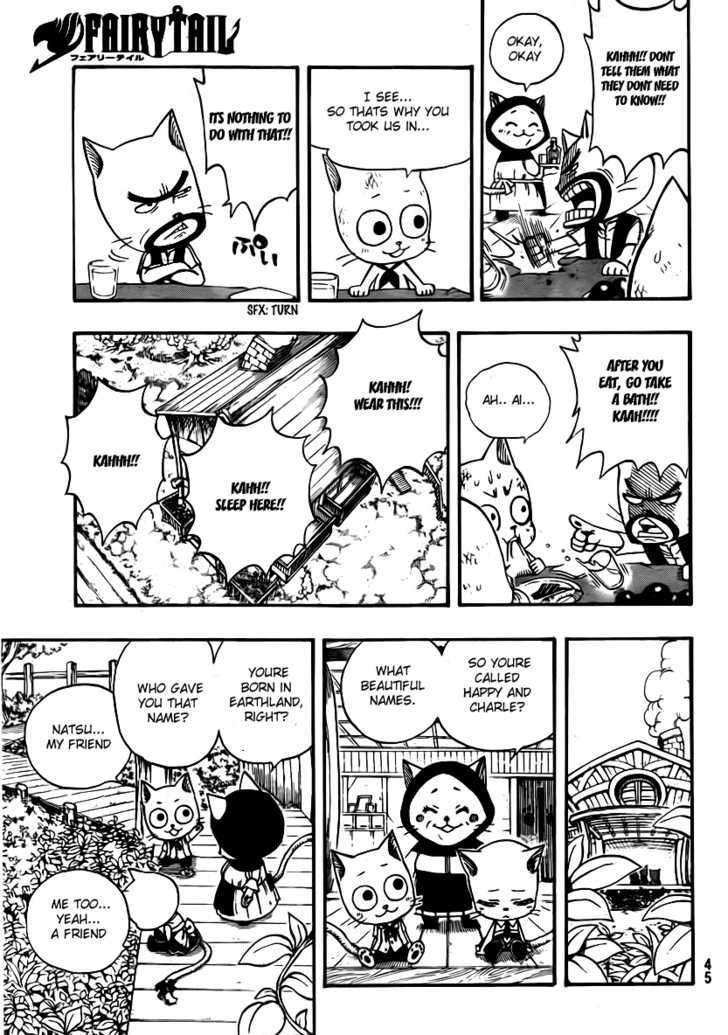 FAIRYTAIL
フェアリーテイル
KAHHH!! DONT
TELL THEM WHAT
THEY DONT NEED
TO KNOW!!
OKAY,
OKAY
I SEE...
SO THATS WHY YOU
TOOK US IN...
IT'S NOTHING TO
DO WITH THAT!!
ぷい
SFX: TURN
AFTER YOU
EAT, GO TAKE
A BATH!!
KAAH!!!!
AH.. AI...
KAHHH!
WEAR THIS!!!
KAHH!!
SLEEP HERE!!
KAHHH!!
SO YOURE
CALLED
HAPPY AND
CHARLE?
WHAT
BEAUTIFUL
NAMES.
YOURE
BORN IN
EARTHLAND,
RIGHT?
WHO GAVE
YOU THAT
NAME?
NATSU...
MY FRIEND
ME TOO...
YEAH...
A FRIEND
45